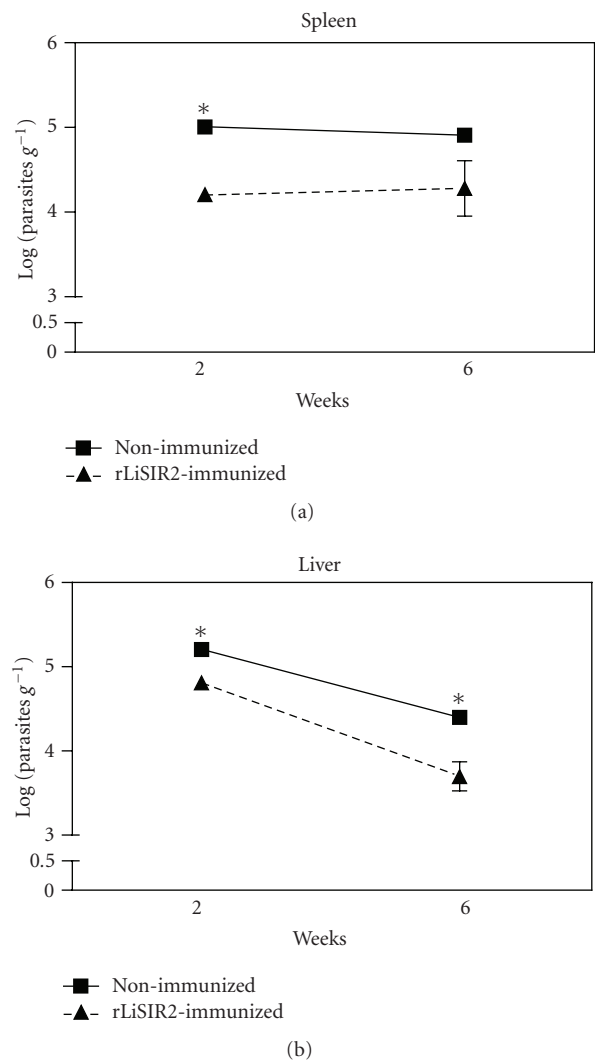 Spleen
6
5
4
3
0.5
0
Log (parasites g⁻¹)
*
2
6
Weeks
Non-immunized
rLiSIR2-immunized
(a)
Liver
6
5
4
3
0.5
0
Log (parasites g⁻¹)
*
*
2
6
Weeks
Non-immunized
rLiSIR2-immunized
(b)